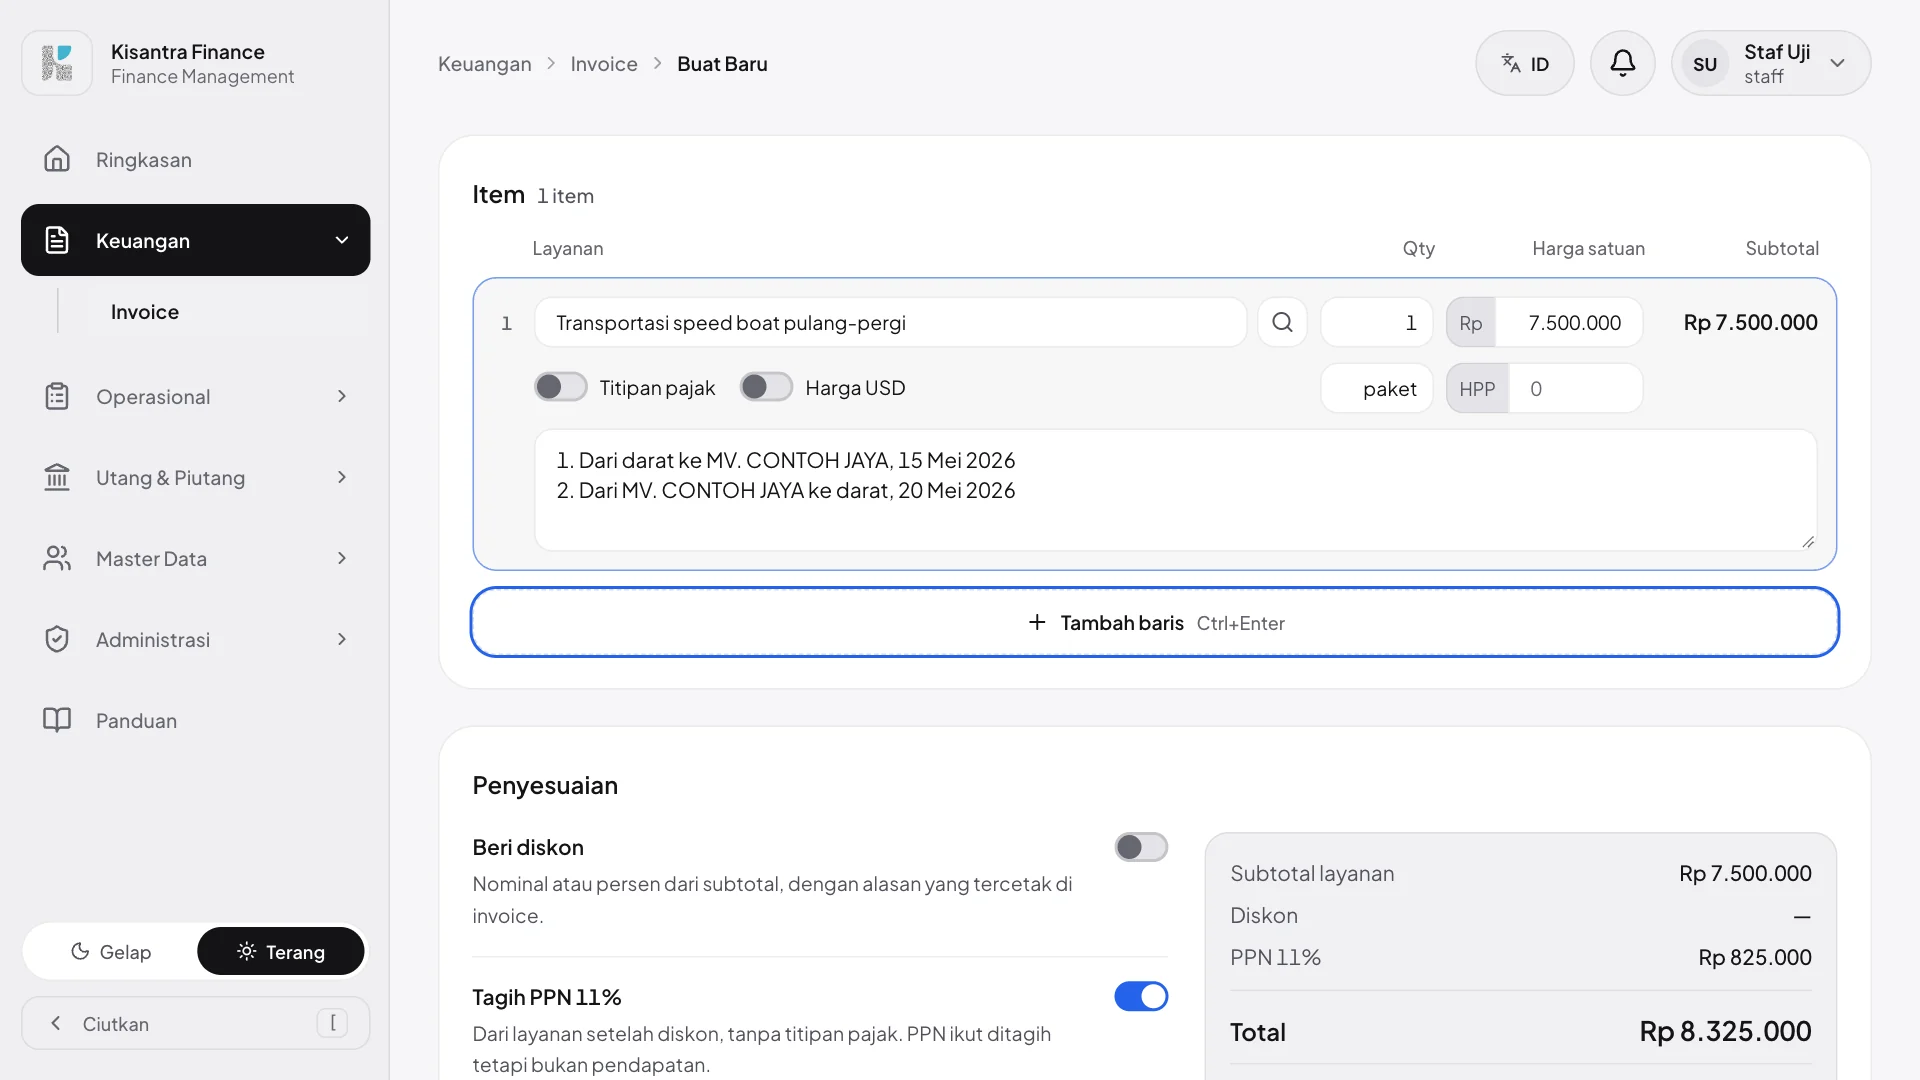 Kisantra Finance
Finance Management
Ringkasan
Keuangan
Invoice
Operasional
Utang & Piutang
Master Data
Administrasi
Panduan
Gelap
Terang
Ciutkan
[
Keuangan > Invoice > Buat Baru
ID
SU
Staf Uji
staff
Item 1 item
Layanan Qty Harga satuan Subtotal
1 Transportasi speed boat pulang-pergi 1 Rp 7.500.000 Rp 7.500.000
Titipan pajak Harga USD paket HPP 0
1. Dari darat ke MV. CONTOH JAYA, 15 Mei 2026
2. Dari MV. CONTOH JAYA ke darat, 20 Mei 2026
+ Tambah baris Ctrl+Enter
Penyesuaian
Beri diskon
Nominal atau persen dari subtotal, dengan alasan yang tercetak di
invoice.
Tagih PPN 11%
Dari layanan setelah diskon, tanpa titipan pajak. PPN ikut ditagih
tetapi bukan pendapatan.
Subtotal layanan Rp 7.500.000
Diskon —
PPN 11% Rp 825.000
Total Rp 8.325.000